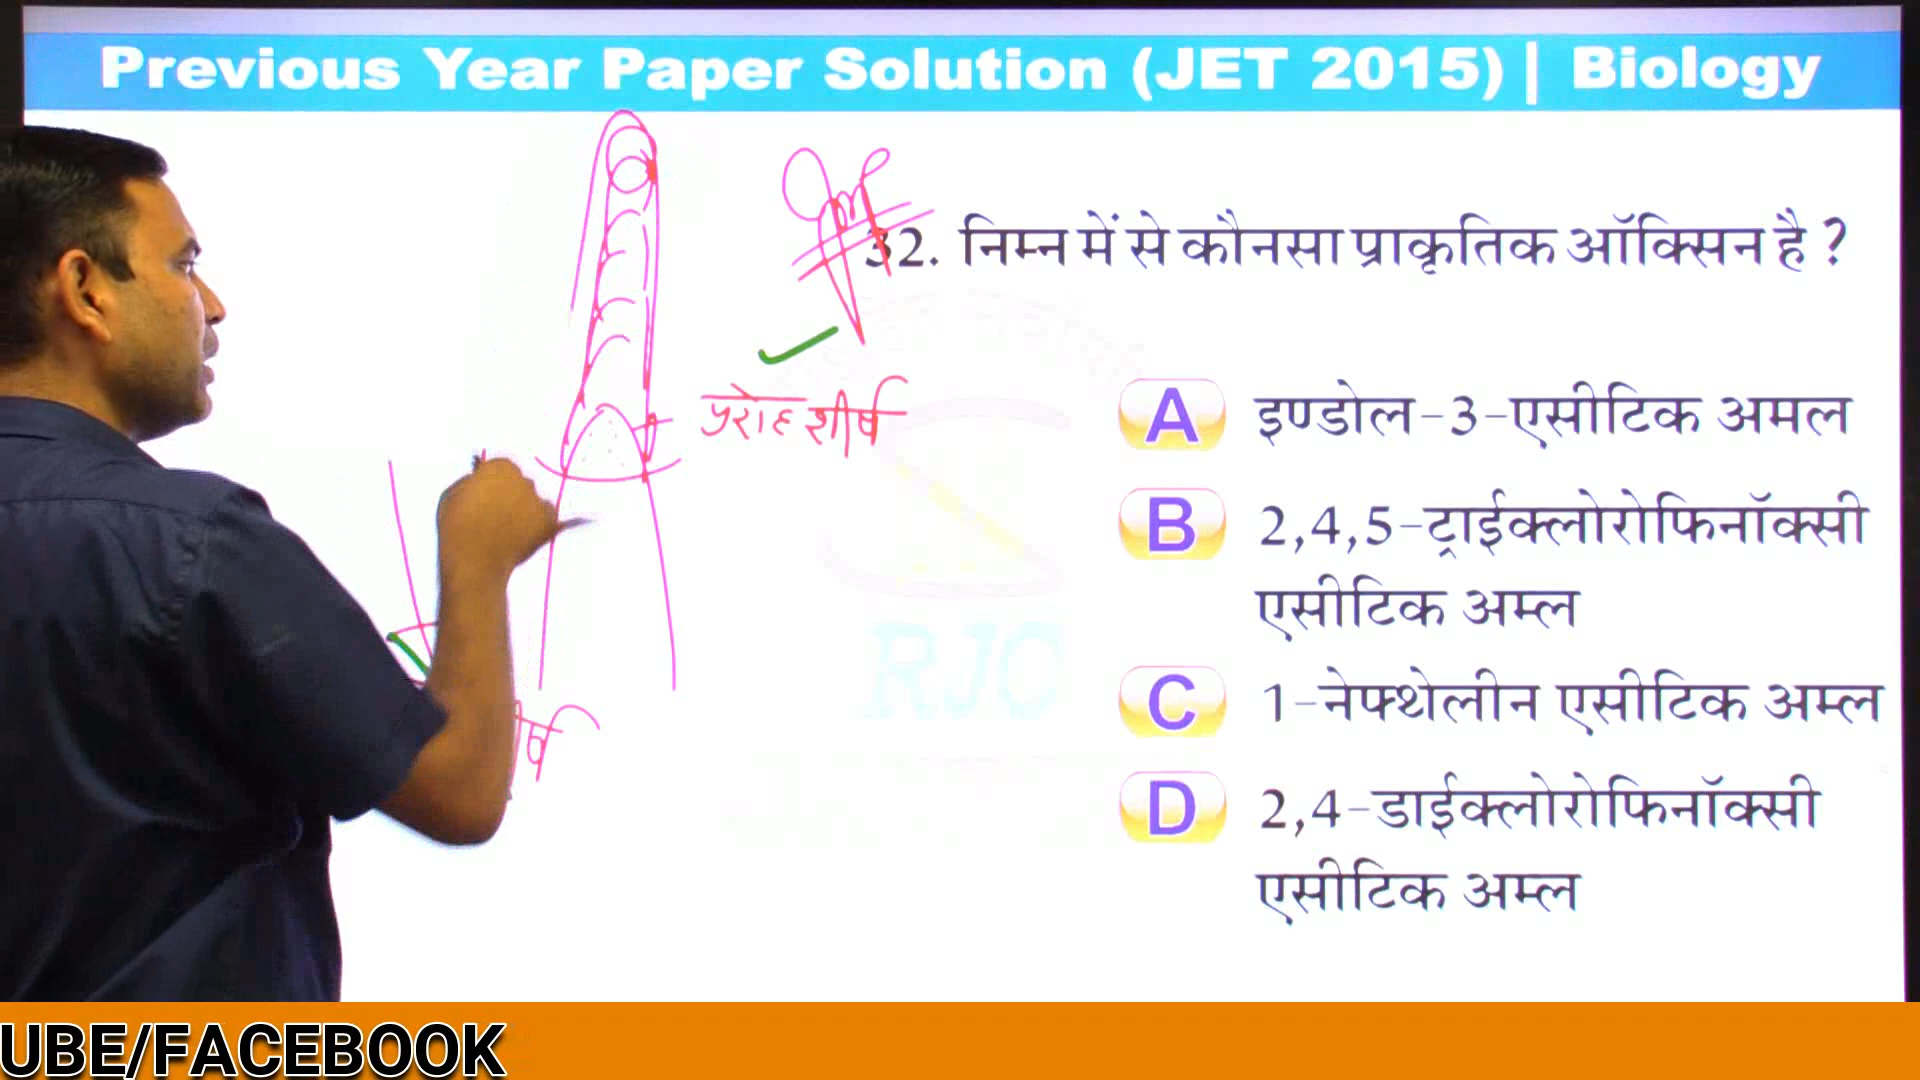 Previous Year Paper Solution (JET 2015) | Biology
32. निम्न में से कौनसा प्राकृतिक ऑक्सिन है ?
प्ररोह शीर्ष
A इण्डोल-3-एसीटिक अमल
B 2,4,5-ट्राईक्लोरोफिनॉक्सी
एसीटिक अम्ल
C 1-नेफ्थेलीन एसीटिक अम्ल
D 2,4-डाईक्लोरोफिनॉक्सी
एसीटिक अम्ल
RJC
UBE/FACEBOOK